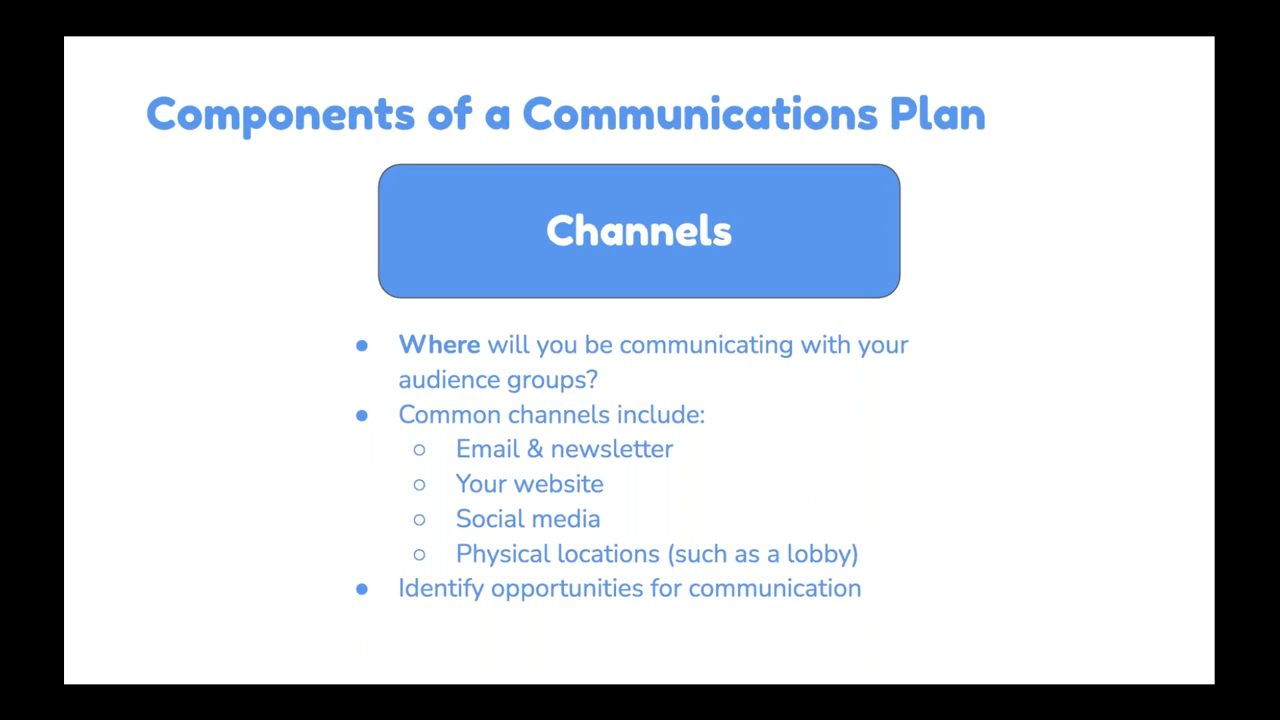 Components of a Communications Plan
Channels
● Where will you be communicating with your
audience groups?
● Common channels include:
○ Email & newsletter
○ Your website
○ Social media
○ Physical locations (such as a lobby)
● Identify opportunities for communication